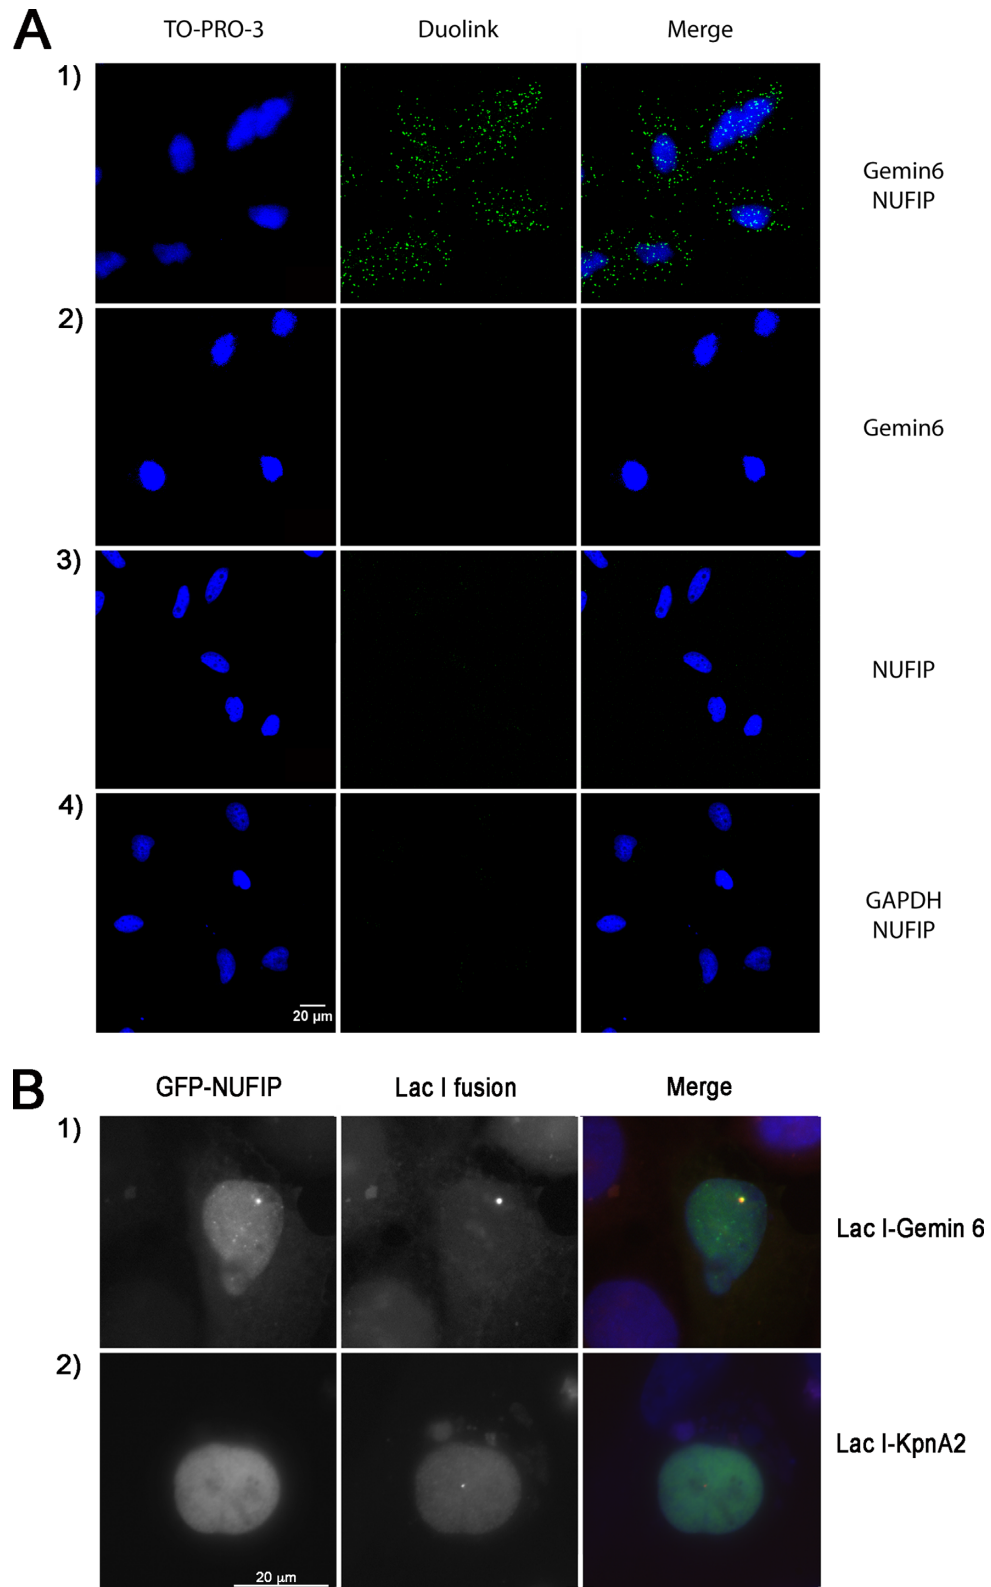 A
TO-PRO-3 Duolink Merge
1)
Gemin6
NUFIP
2)
Gemin6
3)
NUFIP
4)
GAPDH
NUFIP
20 µm
B
GFP-NUFIP Lac I fusion Merge
1)
Lac I-Gemin 6
2)
Lac I-KpnA2
20 µm